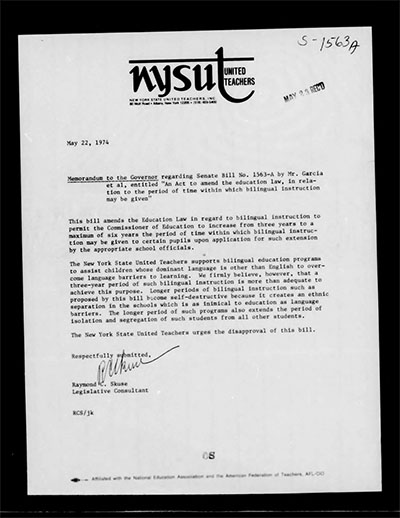 S-1563A
nysut UNITED
TEACHERS
NEW YORK STATE UNITED TEACHERS, INC.
80 Wolf Road • Albany, New York 12205 •
MAY 23 REC'D
May 22, 1974
Memorandum to the Governor regarding Senate Bill No. 1563-A by Mr. Garcia
et al, entitled "An Act to amend the education law, in rela-
tion to the period of time within which bilingual instruction
may be given"
This bill amends the Education Law in regard to bilingual instruction to
permit the Commissioner of Education to increase from three years to a
maximum of six years the period of time within which bilingual instruc-
tion may be given to certain pupils upon application for such extension
by the appropriate school officials.
The New York State United Teachers supports bilingual education programs
to assist children whose dominant language is other than English to over-
come language barriers to learning. We firmly believe, however, that a
three-year period of such bilingual instruction is more than adequate to
achieve this purpose. Longer periods of bilingual instruction such as
proposed by this bill become self-destructive because it creates an ethnic
separation in the schools which is as inimical to education as language
barriers. The longer period of such programs also extends the period of
isolation and segregation of such students from all other students.
The New York State United Teachers urges the disapproval of this bill.
Respectfully submitted,
Raymond C. Skuse
Legislative Consultant
RCS/jk
Affiliated with the National Education Association and the American Federation of Teachers, AFL-CIO